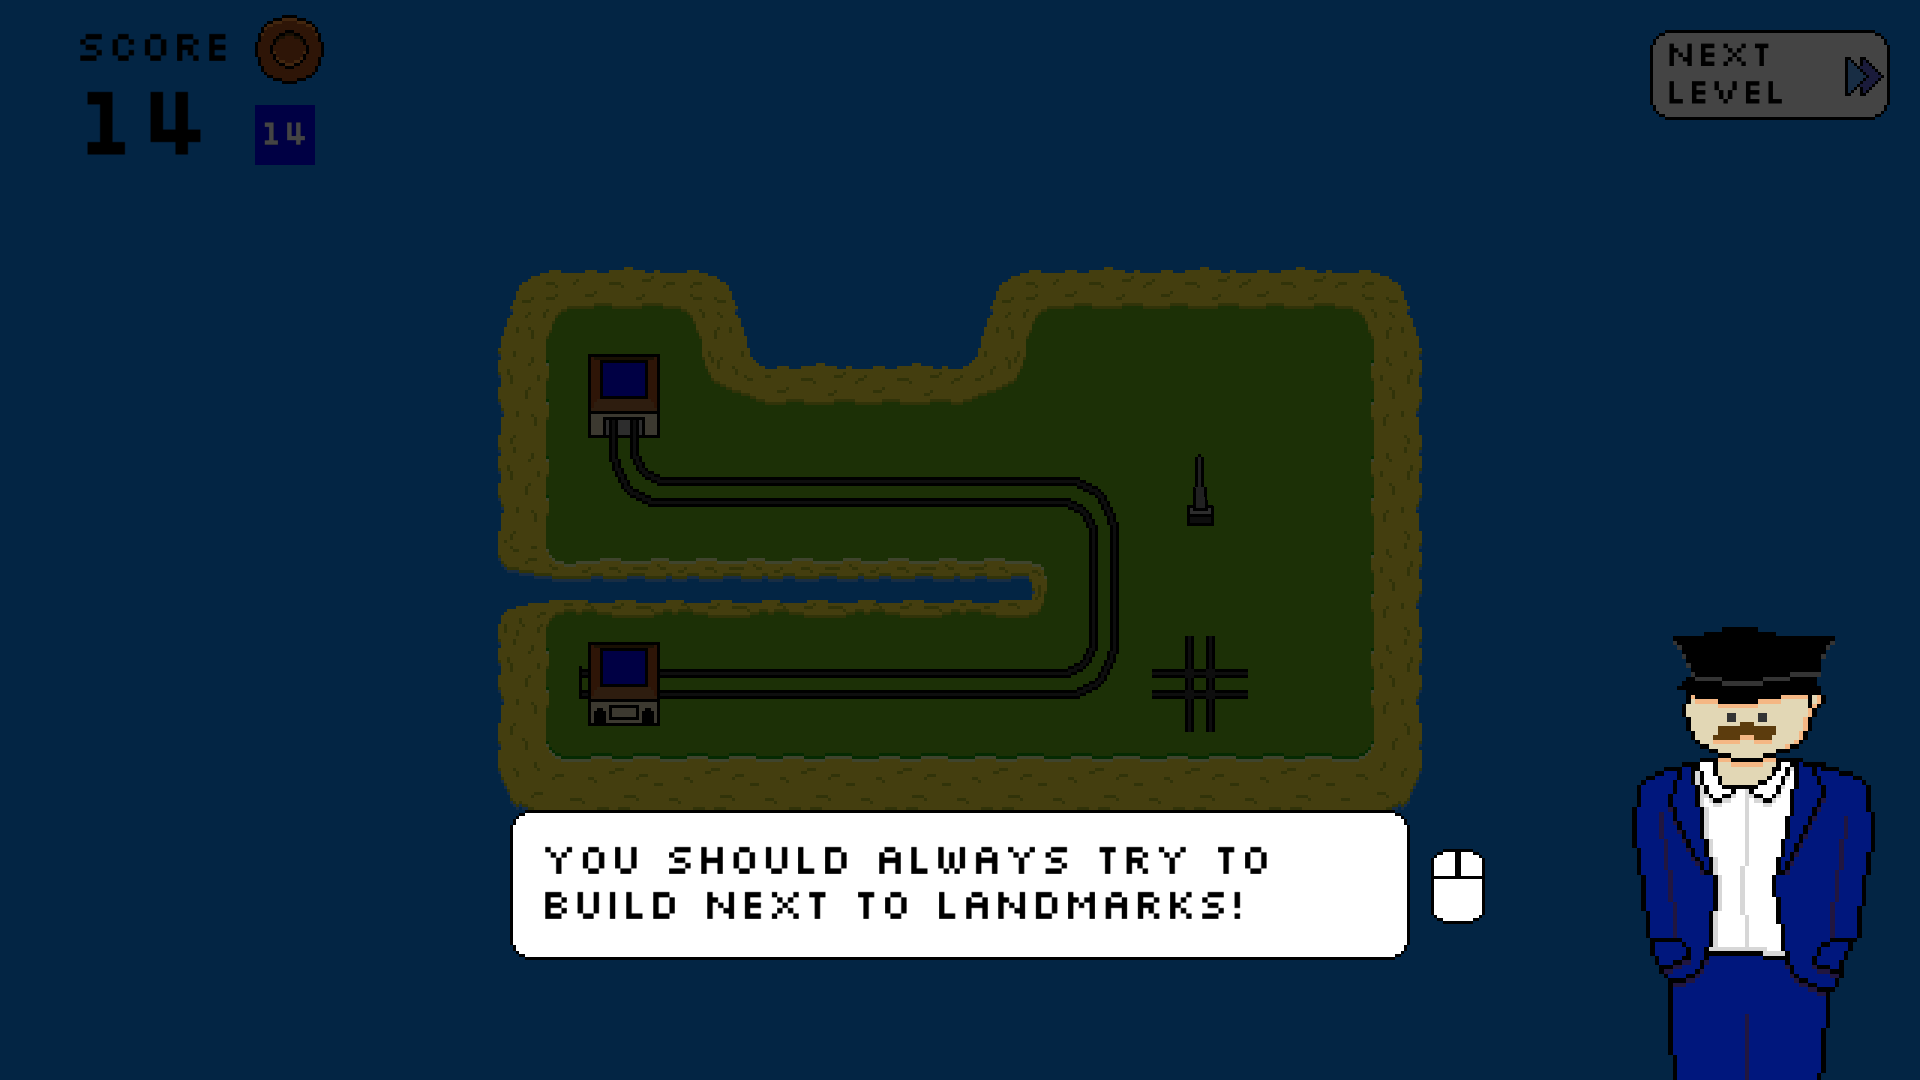 SCORE
14
14
NEXT
LEVEL
YOU SHOULD ALWAYS TRY TO
BUILD NEXT TO LANDMARKS!